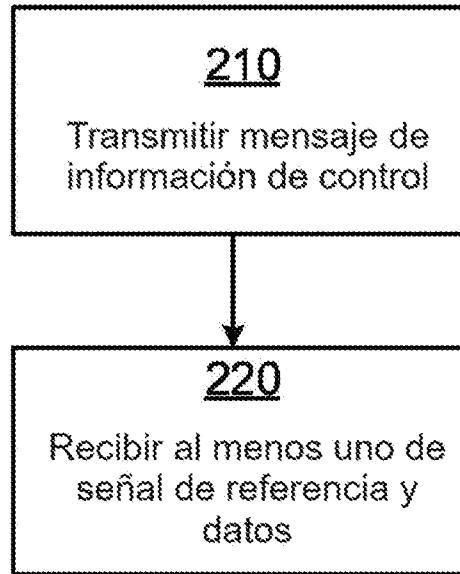 210
Transmitir mensaje de
información de control
220
Recibir al menos uno de
señal de referencia y
datos